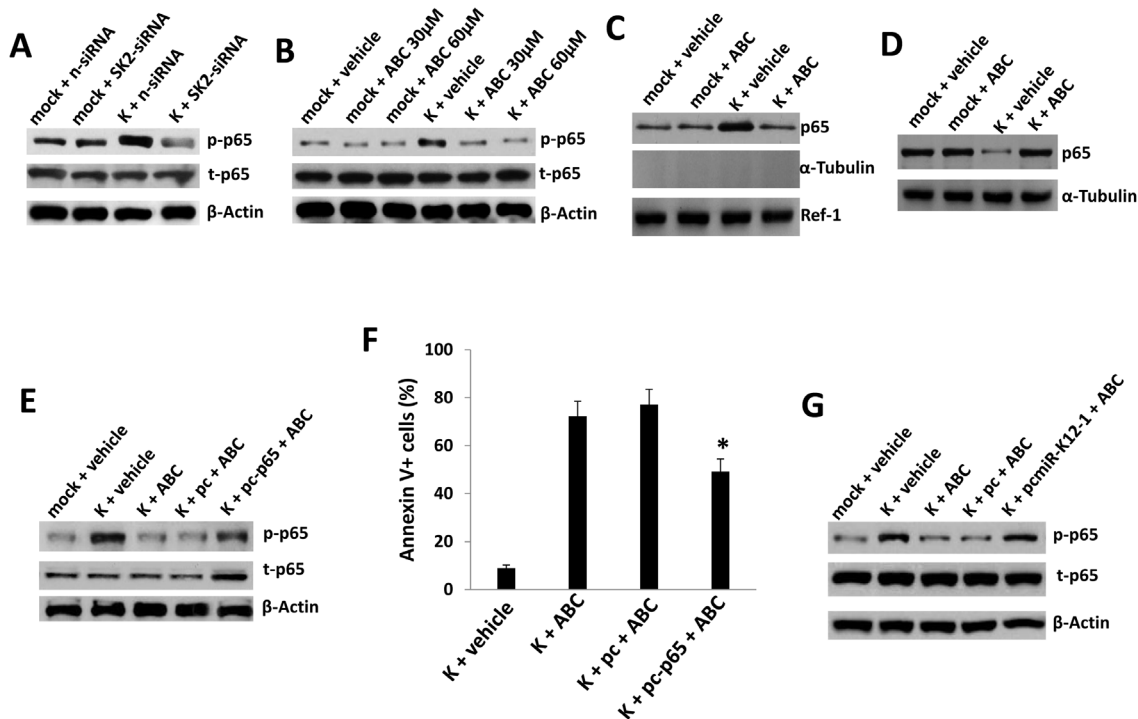 A
mock + n-siRNA
mock + SK2-siRNA
K + n-siRNA
K + SK2-siRNA
p-p65
t-p65
β-Actin
B
mock + vehicle
mock + ABC 30µM
mock + ABC 60µM
K + vehicle
K + ABC 30µM
K + ABC 60µM
p-p65
t-p65
β-Actin
C
mock + vehicle
mock + ABC
K + vehicle
K + ABC
p65
α-Tubulin
Ref-1
D
mock + vehicle
mock + ABC
K + vehicle
K + ABC
p65
α-Tubulin
E
mock + vehicle
K + vehicle
K + ABC
K + pc + ABC
K + pc-p65 + ABC
p-p65
t-p65
β-Actin
F
Annexin V+ cells (%)
100
80
60
40
20
0
*
K + vehicle
K + ABC
K + pc + ABC
K + pc-p65 + ABC
G
mock + vehicle
K + vehicle
K + ABC
K + pc + ABC
K + pcmiR-K12-1 + ABC
p-p65
t-p65
β-Actin